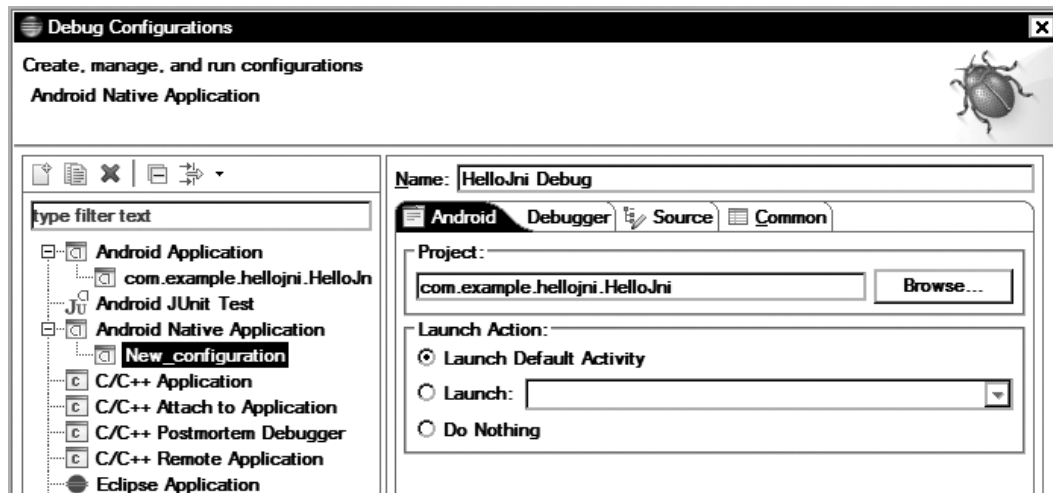 Debug Configurations
Create, manage, and run configurations
Android Native Application
type filter text
Android Application
com.example.hellojni.HelloJn
Android JUnit Test
Android Native Application
New_configuration
C/C++ Application
C/C++ Attach to Application
C/C++ Postmortem Debugger
C/C++ Remote Application
Eclipse Application
Name: HelloJni Debug
Android Debugger Source Common
Project:
com.example.hellojni.HelloJni Browse...
Launch Action:
Launch Default Activity
Launch:
Do Nothing